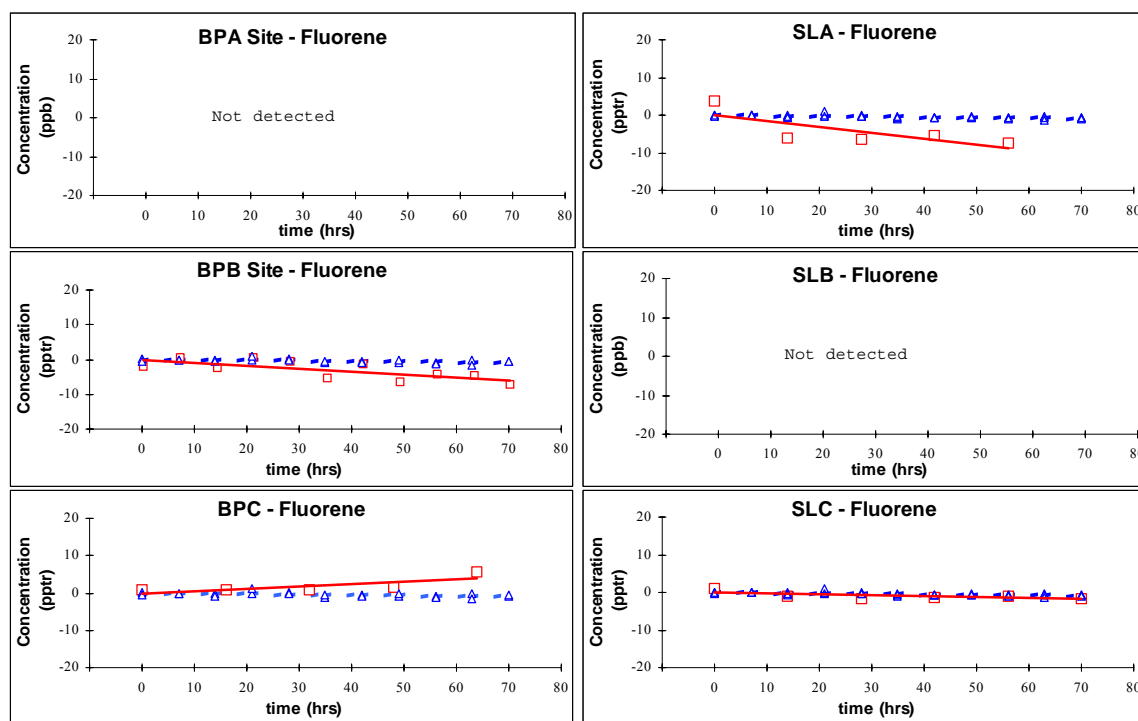 BPA Site - Fluorene
Concentration
(ppb)
20
10
0
-10
-20
Not detected
0 10 20 30 40 50 60 70 80
time (hrs)
SLA - Fluorene
Concentration
(pptr)
20
10
0
-10
-20
0 10 20 30 40 50 60 70 80
time (hrs)
BPB Site - Fluorene
Concentration
(pptr)
20
10
0
-10
-20
0 10 20 30 40 50 60 70 80
time (hrs)
SLB - Fluorene
Concentration
(ppb)
20
10
0
-10
-20
Not detected
0 10 20 30 40 50 60 70 80
time (hrs)
BPC - Fluorene
Concentration
(pptr)
20
10
0
-10
-20
0 10 20 30 40 50 60 70 80
time (hrs)
SLC - Fluorene
Concentration
(pptr)
20
10
0
-10
-20
0 10 20 30 40 50 60 70 80
time (hrs)